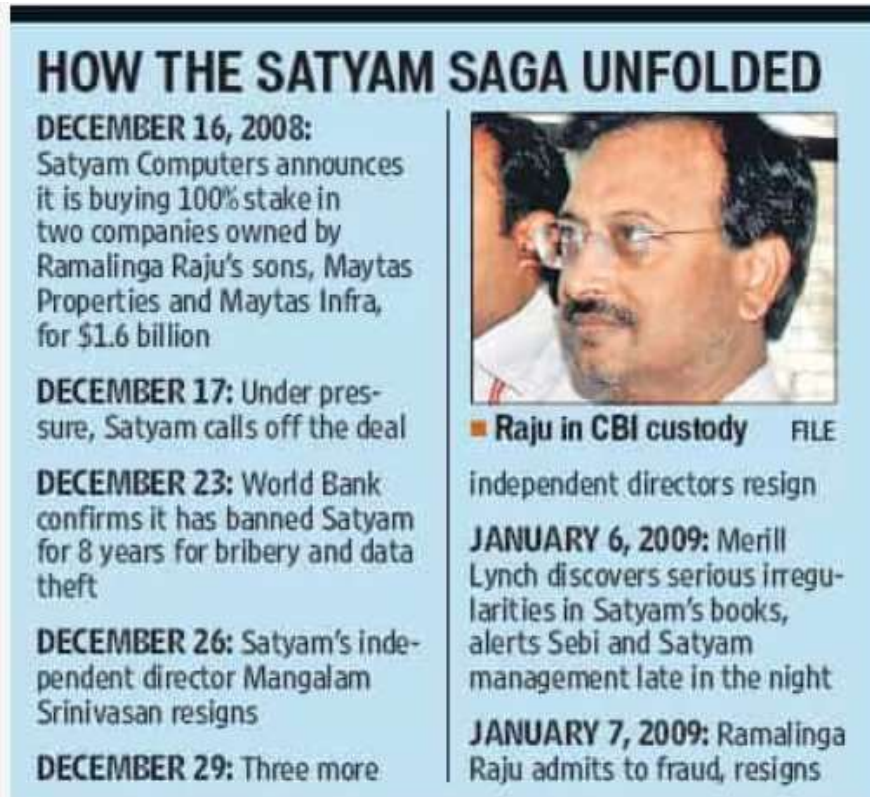 HOW THE SATYAM SAGA UNFOLDED
DECEMBER 16, 2008:
Satyam Computers announces
it is buying 100% stake in
two companies owned by
Ramalinga Raju's sons, Maytas
Properties and Maytas Infra,
for $1.6 billion
DECEMBER 17: Under pres-
sure, Satyam calls off the deal
DECEMBER 23: World Bank
confirms it has banned Satyam
for 8 years for bribery and data
theft
DECEMBER 26: Satyam's inde-
pendent director Mangalam
Srinivasan resigns
DECEMBER 29: Three more
Raju in CBI custody FILE
independent directors resign
JANUARY 6, 2009: Merill
Lynch discovers serious irregu-
larities in Satyam's books,
alerts Sebi and Satyam
management late in the night
JANUARY 7, 2009: Ramalinga
Raju admits to fraud, resigns